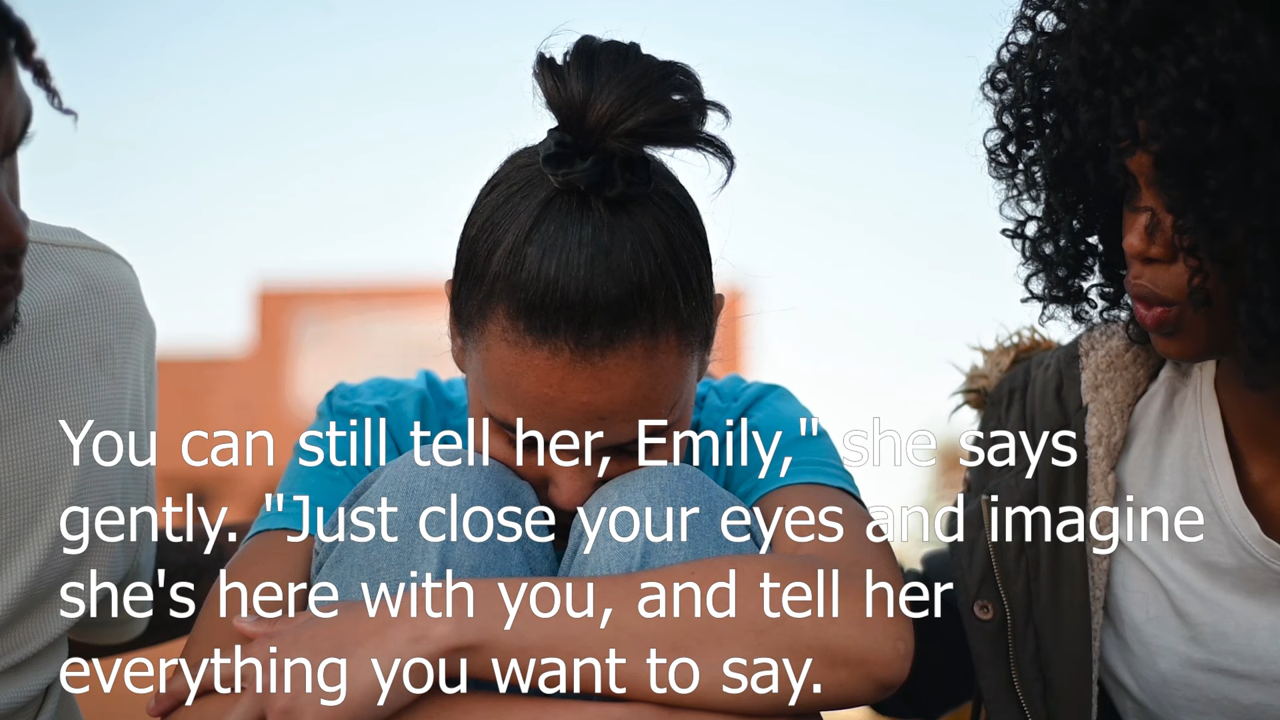 You can still tell her, Emily," she says
gently. "Just close your eyes and imagine
she's here with you, and tell her
everything you want to say.